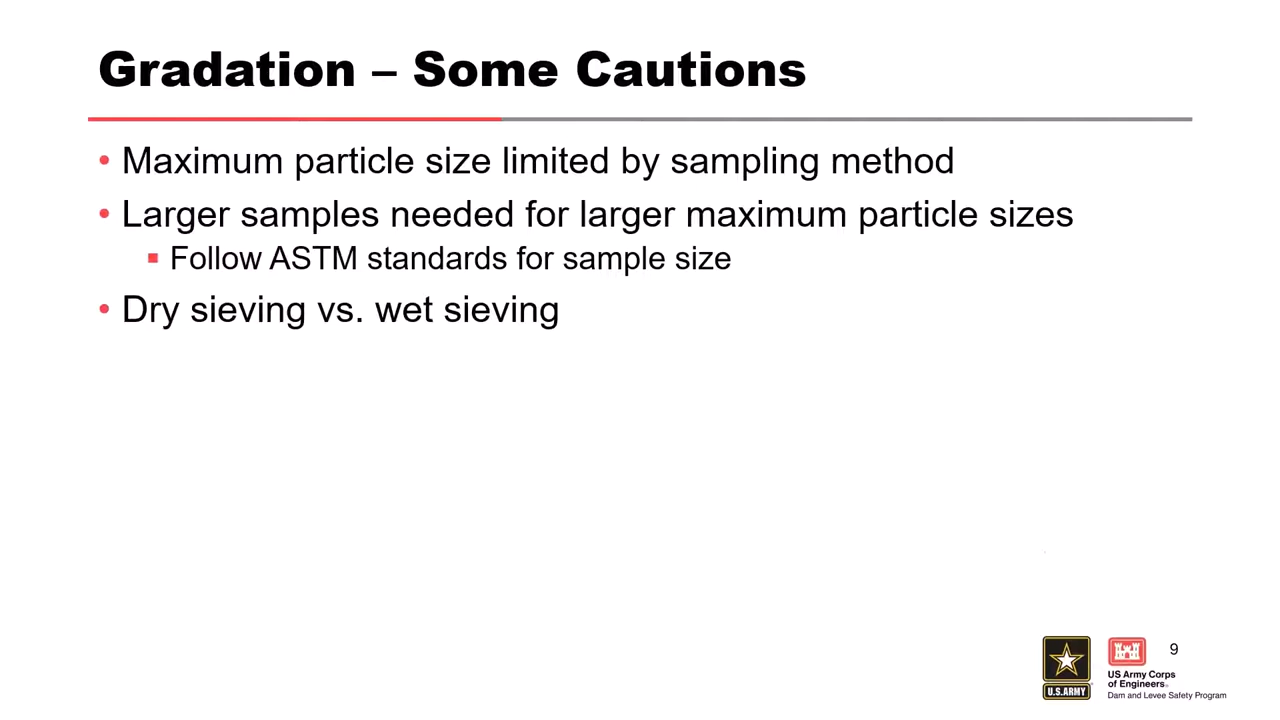 Gradation – Some Cautions
• Maximum particle size limited by sampling method
• Larger samples needed for larger maximum particle sizes
▪ Follow ASTM standards for sample size
• Dry sieving vs. wet sieving
9
U.S.ARMY
US Army Corps
of Engineers®
Dam and Levee Safety Program